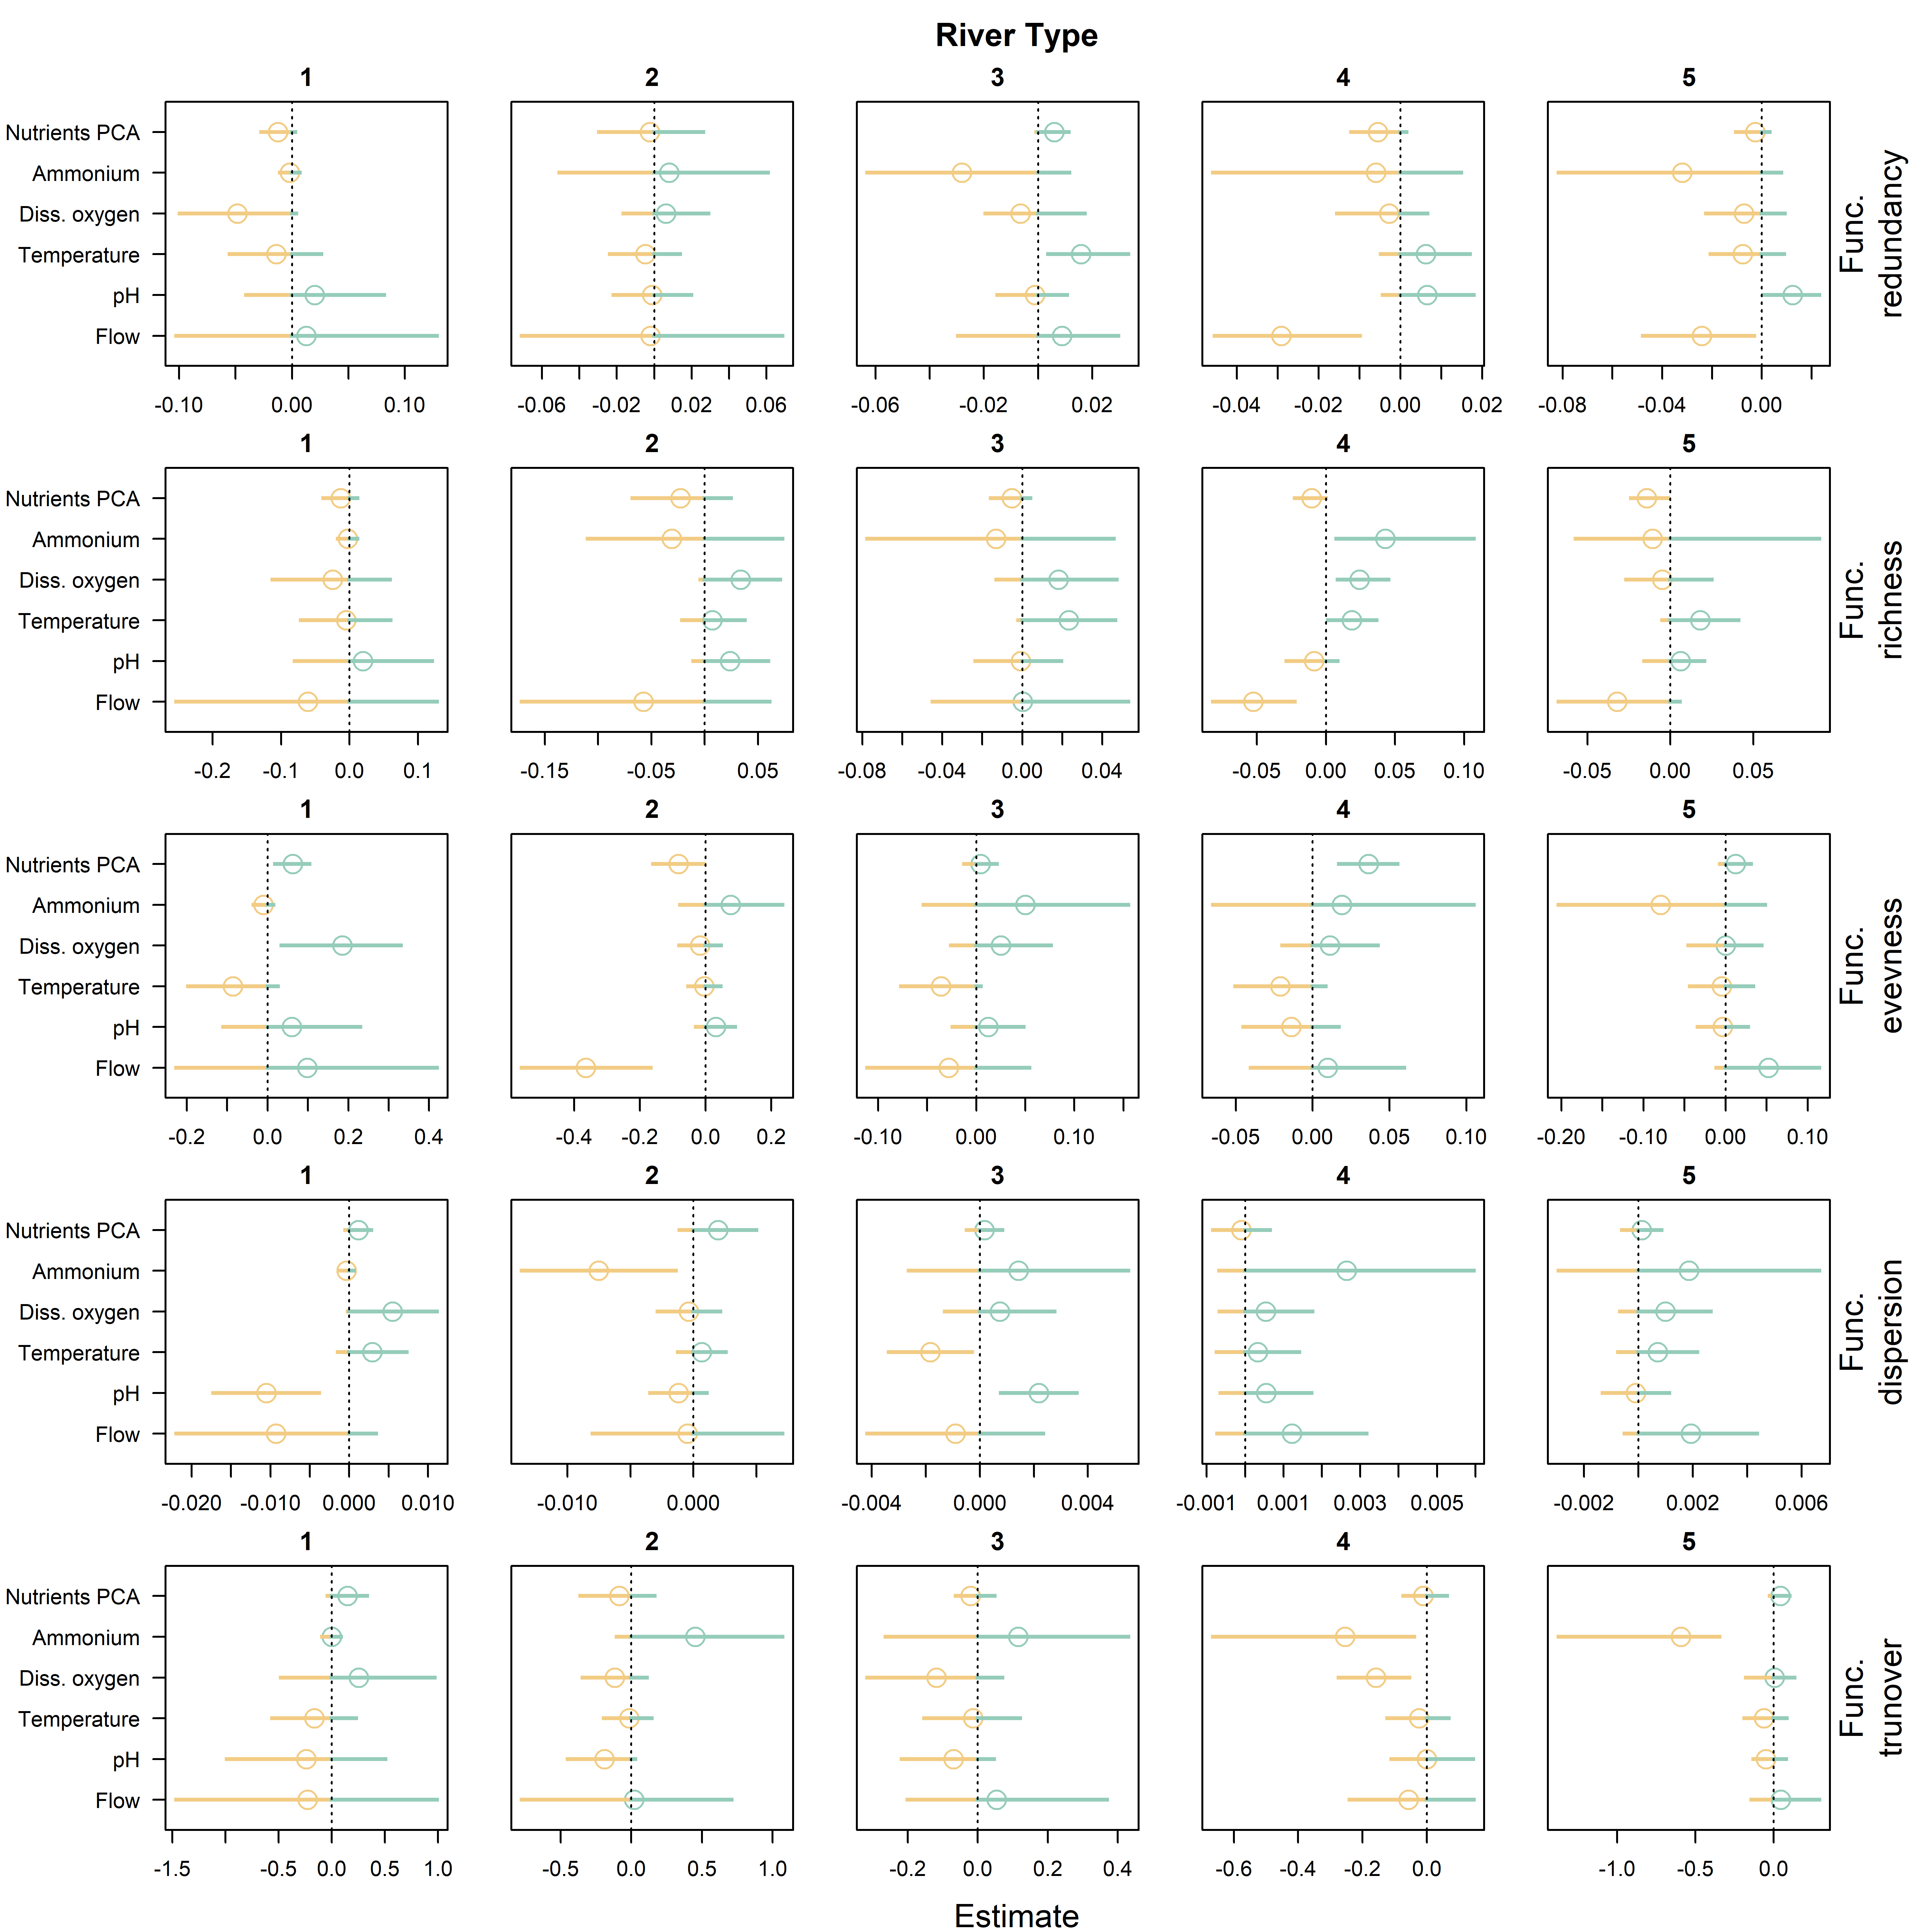 River Type
1 2 3 4 5
Nutrients PCA
Ammonium
Diss. oxygen
Temperature
pH
Flow
Func.
redundancy
-0.10 0.00 0.10 -0.06 -0.02 0.02 0.06 -0.06 -0.02 0.02 -0.04 -0.02 0.00 0.02 -0.08 -0.04 0.00
1 2 3 4 5
Nutrients PCA
Ammonium
Diss. oxygen
Temperature
pH
Flow
Func.
richness
-0.2 -0.1 0.0 0.1 -0.15 -0.05 0.05 -0.08 -0.04 0.00 0.04 -0.05 0.00 0.05 0.10 -0.05 0.00 0.05
1 2 3 4 5
Nutrients PCA
Ammonium
Diss. oxygen
Temperature
pH
Flow
Func.
evevness
-0.2 0.0 0.2 0.4 -0.4 -0.2 0.0 0.2 -0.10 0.00 0.10 -0.05 0.00 0.05 0.10 -0.20 -0.10 0.00 0.10
1 2 3 4 5
Nutrients PCA
Ammonium
Diss. oxygen
Temperature
pH
Flow
Func.
dispersion
-0.020 -0.010 0.000 0.010 -0.010 0.000 -0.004 0.000 0.004 -0.001 0.001 0.003 0.005 -0.002 0.002 0.006
1 2 3 4 5
Nutrients PCA
Ammonium
Diss. oxygen
Temperature
pH
Flow
Func.
trunover
-1.5 -0.5 0.0 0.5 1.0 -0.5 0.0 0.5 1.0 -0.2 0.0 0.2 0.4 -0.6 -0.4 -0.2 0.0 -1.0 -0.5 0.0
Estimate